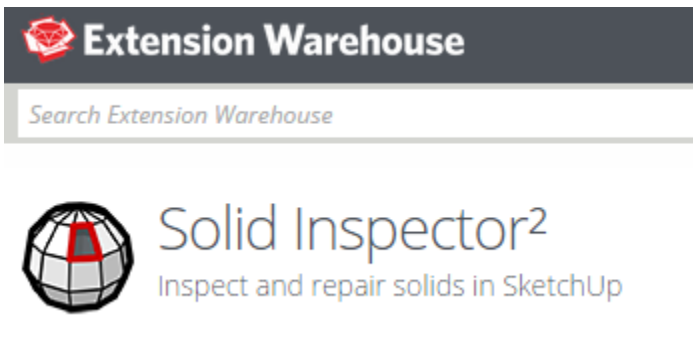 Extension Warehouse
Search Extension Warehouse
Solid Inspector²
Inspect and repair solids in SketchUp